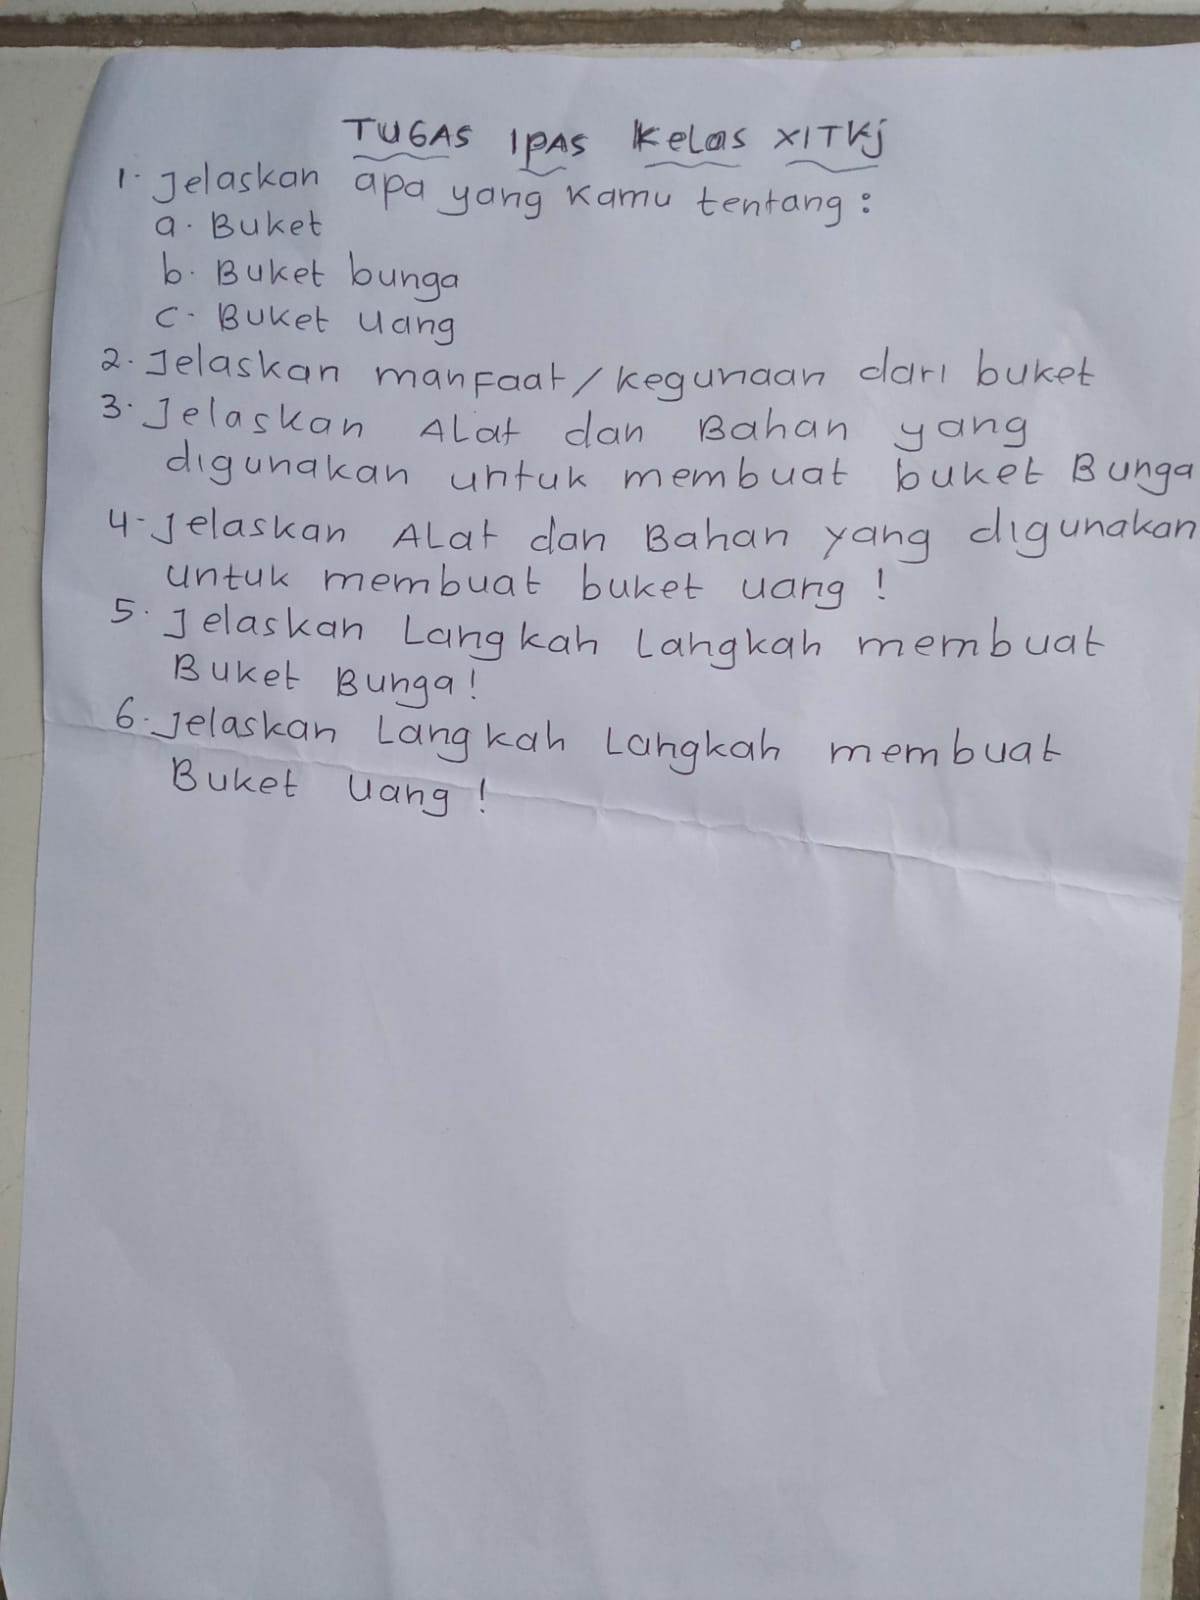 TUGAS IPAS Kelas XI TKj
1. Jelaskan apa yang kamu tentang :
a. Buket
b. Buket bunga
c. Buket Uang
2. Jelaskan manfaat/kegunaan dari buket
3. Jelaskan ALat dan Bahan yang
digunakan untuk membuat buket Bunga
4. Jelaskan ALat dan Bahan yang digunakan
untuk membuat buket uang !
5. Jelaskan Langkah Langkah membuat
Buket Bunga!
6. Jelaskan Langkah Langkah membuat
Buket Uang !